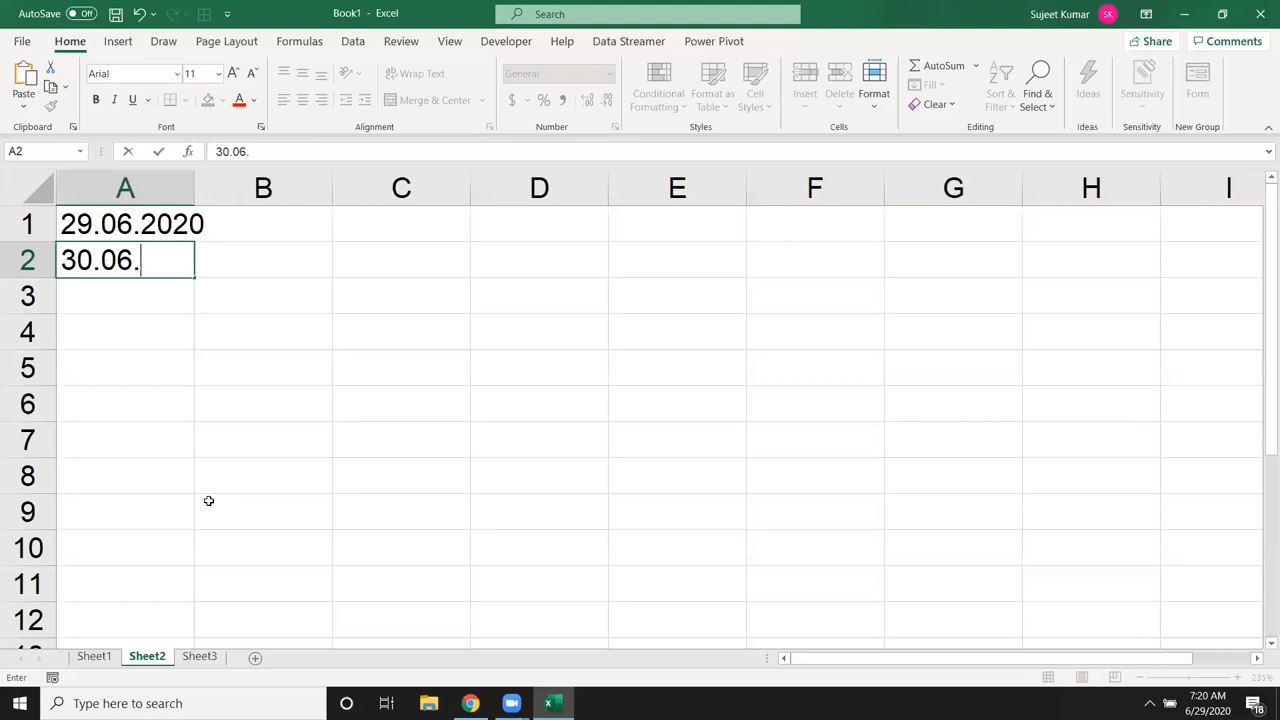 AutoSave Off Book1 - Excel Search Sujeet Kumar SK
File Home Insert Draw Page Layout Formulas Data Review View Developer Help Data Streamer Power Pivot Share Comments
Paste
Clipboard
Arial 11
B I U
Font
Wrap Text
Merge & Center
Alignment
General
$ %
Number
Conditional Formatting
Format as Table
Cell Styles
Styles
Insert Delete Format
Cells
AutoSum
Fill
Clear
Sort & Filter
Find & Select
Editing
Ideas
Ideas
Sensitivity
Sensitivity
Form
New Group
A2 fx 30.06.
A B C D E F G H I
1 29.06.2020
2 30.06.
3
4
5
6
7
8
9
10
11
12
Sheet1 Sheet2 Sheet3
Enter 235%
Type here to search
7:20 AM
6/29/2020
18